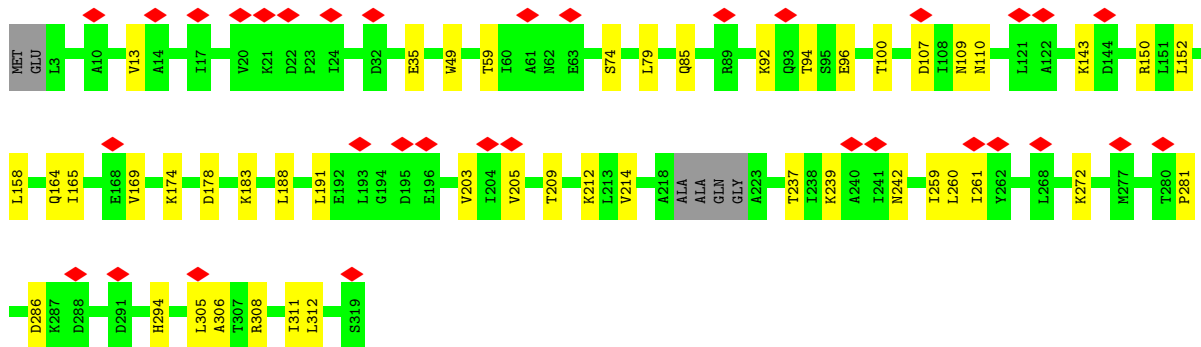 MET GLU L3 A10 V13 A14 I17 V20 K21 D22 P23 I24 D32 E35 W49 T59 I60 A61 N62 E63 S74 L79 Q85 R89 K92 Q93 T94 S95 E96 T100 D107 I108 N109 N110 L121 A122 K143 D144 R150 L151 L152
L158 Q164 I165 E168 V169 K174 D178 K183 L188 L191 E192 L193 G194 D195 E196 V203 I204 V205 T209 K212 L213 V214 A218 ALA ALA GLN GLY A223 T237 I238 K239 A240 I241 N242 I259 L260 I261 Y262 L268 K272 M277 T280 P281
D286 K287 D288 D291 H294 L305 A306 T307 R308 I311 L312 S319